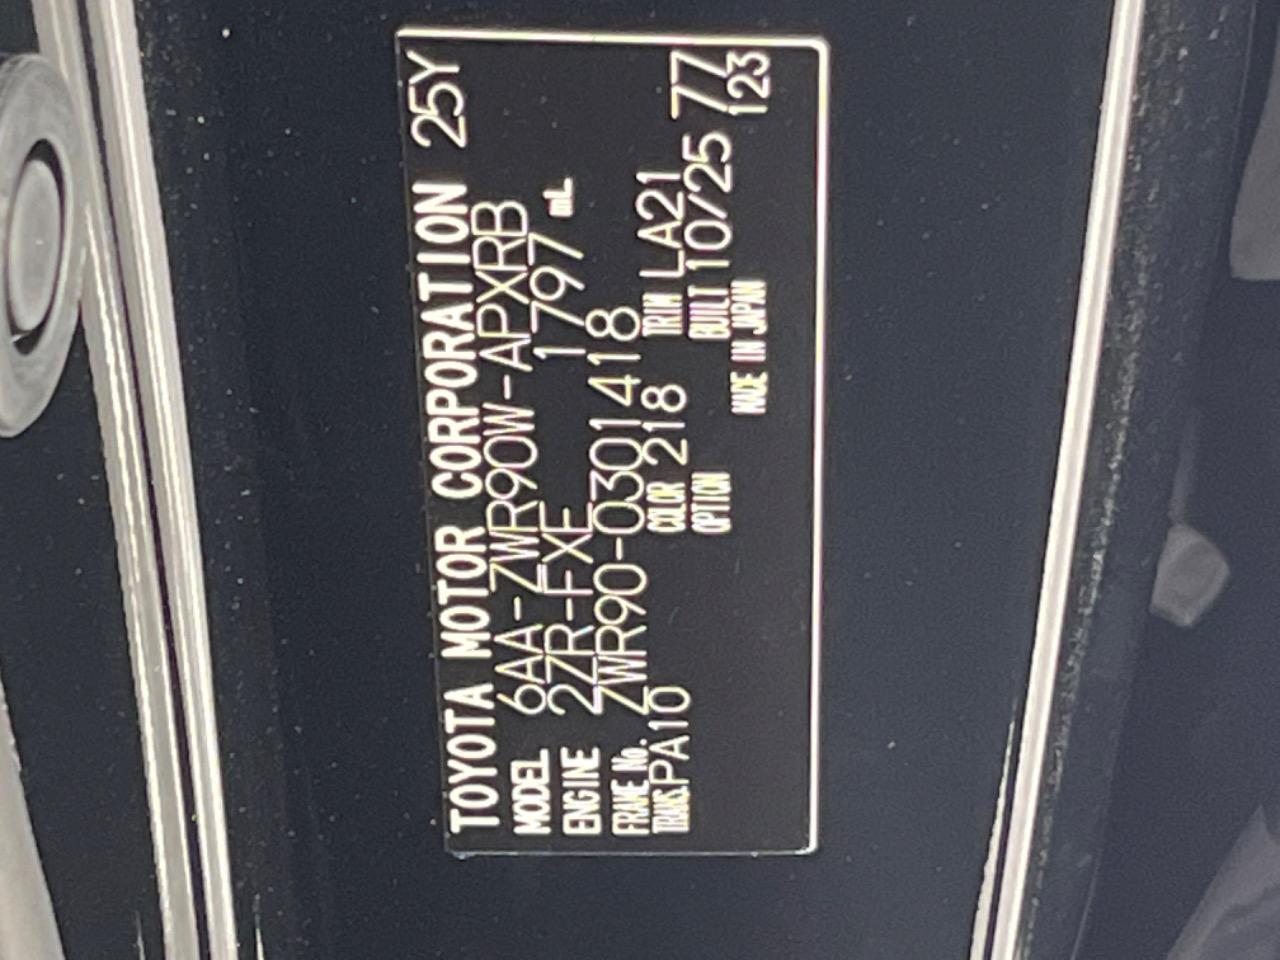 TOYOTA MOTOR CORPORATION 25Y
MODEL 6AA-ZWR90W-APXRB
ENGINE 2ZR-FXE 1797 mL
FRAME No. ZWR90-0301418
TRANS. PA10 COLOR 218 TRIM LA21 77
OPTION BUILT 10/25 123
MADE IN JAPAN